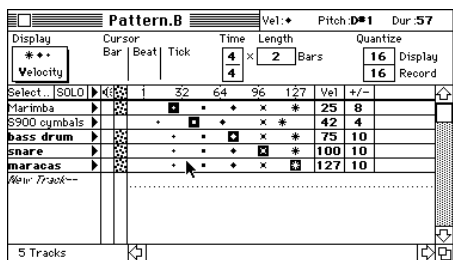 Pattern.B Vel: Pitch:D#1 Dur:57
Display Cursor Time Length Quantize
Bar Beat Tick 4 × 2 Bars 16 Display
Velocity 4 16 Record
Select.. SOLO 1 32 64 96 127 Vel +/-
Marimba 25 8
S900 cymbals 42 4
bass drum 75 10
snare 100 10
maracas 127 10
New Track--
5 Tracks